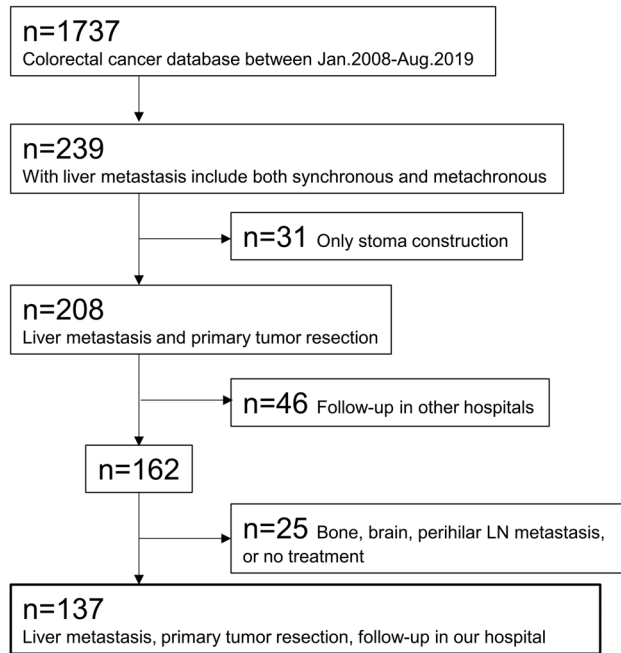 n=1737
Colorectal cancer database between Jan.2008-Aug.2019
n=239
With liver metastasis include both synchronous and metachronous
n=31 Only stoma construction
n=208
Liver metastasis and primary tumor resection
n=46 Follow-up in other hospitals
n=162
n=25 Bone, brain, perihilar LN metastasis,
or no treatment
n=137
Liver metastasis, primary tumor resection, follow-up in our hospital